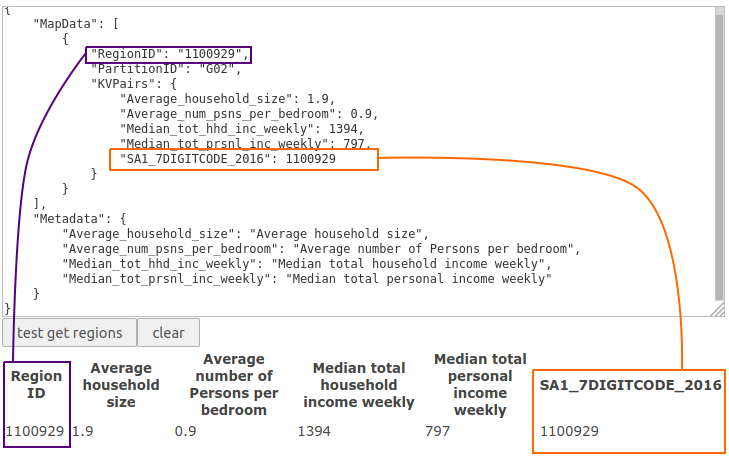 {
"MapData": [
{
"RegionID": "1100929",
"PartitionID": "G02",
"KVPairs": {
"Average_household_size": 1.9,
"Average_num_psns_per_bedroom": 0.9,
"Median_tot_hhd_inc_weekly": 1394,
"Median_tot_prsnl_inc_weekly": 797,
"SA1_7DIGITCODE_2016": 1100929
}
}
],
"Metadata": {
"Average_household_size": "Average household size",
"Average_num_psns_per_bedroom": "Average number of Persons per bedroom",
"Median_tot_hhd_inc_weekly": "Median total household income weekly",
"Median_tot_prsnl_inc_weekly": "Median total personal income weekly"
}
}
test get regions clear
Region
ID
Average
household
size
Average
number of
Persons per
bedroom
Median total
household
income weekly
Median total
personal
income
weekly
SA1_7DIGITCODE_2016
1100929 1.9 0.9 1394 797 1100929